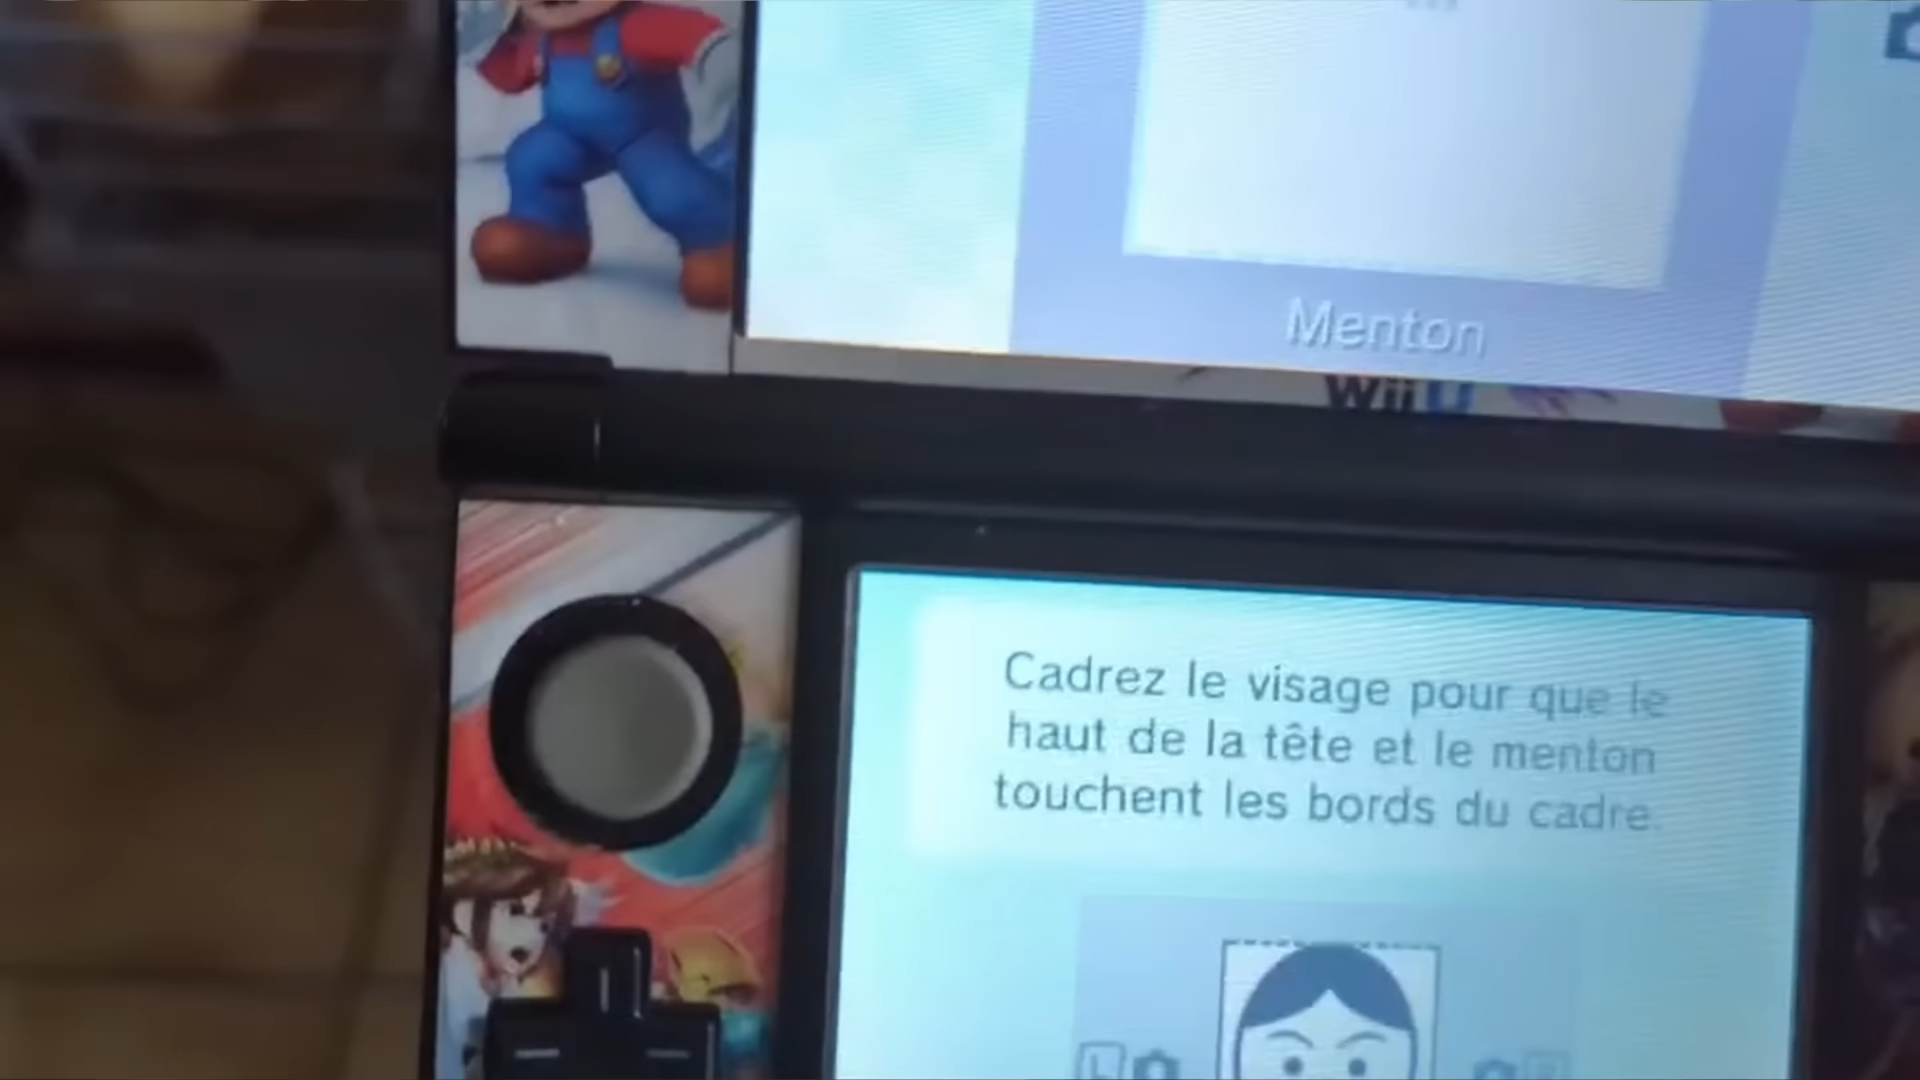 Menton
Wii U
Cadrez le visage pour que le
haut de la tête et le menton
touchent les bords du cadre.
L